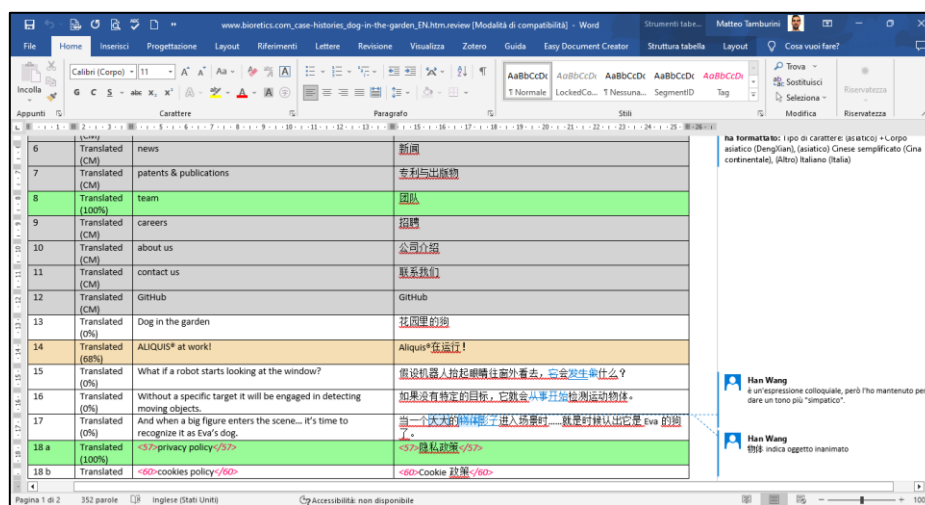 www.bioretics.com_case-histories_dog-in-the-garden_EN.htm.review [Modalità di compatibilità] - Word
Strumenti tabe...
Matteo Tamburini
File Home Inserisci Progettazione Layout Riferimenti Lettere Revisione Visualizza Zotero Guida Easy Document Creator Struttura tabella Layout Cosa vuoi fare?
Incolla
Calibri (Corpo) 11
AaBbCcDc AaBbCcDc AaBbCcDc AaBbCcDc AaBbCcDc
¶ Normale LockedCo... ¶ Nessuna... SegmentID Tag
Trova
Sostituisci
Seleziona
Riservatezza
Appunti Carattere Paragrafo Stili Modifica Riservatezza
(CM)
6 Translated (CM) news 新闻
7 Translated (CM) patents & publications 专利与出版物
8 Translated (100%) team 团队
9 Translated (CM) careers 招聘
10 Translated (CM) about us 公司介绍
11 Translated (CM) contact us 联系我们
12 Translated (CM) GitHub GitHub
13 Translated (0%) Dog in the garden 花园里的狗
14 Translated (68%) ALIQUIS® at work! Aliquis®在运行！
15 Translated (0%) What if a robot starts looking at the window? 假设机器人抬起眼睛往窗外看去，它会发生什么？
16 Translated (0%) Without a specific target it will be engaged in detecting moving objects. 如果没有特定的目标，它就会从事开始检测运动物体。
17 Translated (0%) And when a big figure enters the scene... it's time to recognize it as Eva's dog. 当一个大大的物体影子进入场景时......就是时候认出它是 Eva 的狗了。
18 a Translated (100%) <57>privacy policy</57> <57>隐私政策</57>
18 b Translated <60>cookies policy</60> <60>Cookie 政策</60>
ha formattato: Tipo di carattere: (asiatico) +Corpo
asiatico (DengXian), (asiatico) Cinese semplificato (Cina
continentale), (Altro) Italiano (Italia)
Han Wang
è un'espressione colloquiale, però l'ho mantenuto per
dare un tono più "simpatico".
Han Wang
物体 indica oggetto inanimato
Pagina 1 di 2 352 parole Inglese (Stati Uniti) Accessibilità: non disponibile 100